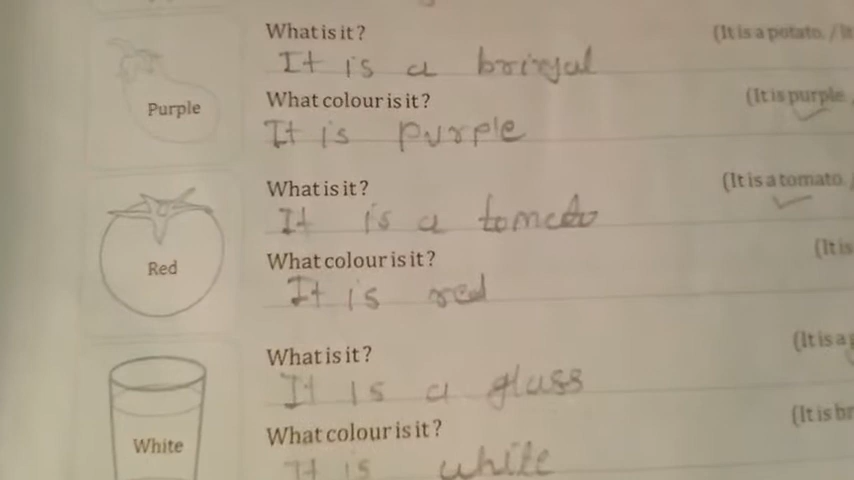 What is it?
(It is a potato. / It
It is a brinjal
Purple
What colour is it?
(It is purple.
It is purple
What is it?
(It is a tomato.
It is a tomato
Red
What colour is it?
(It is
It is red
What is it?
(It is a
It is a glass
White
What colour is it?
(It is br
It is white